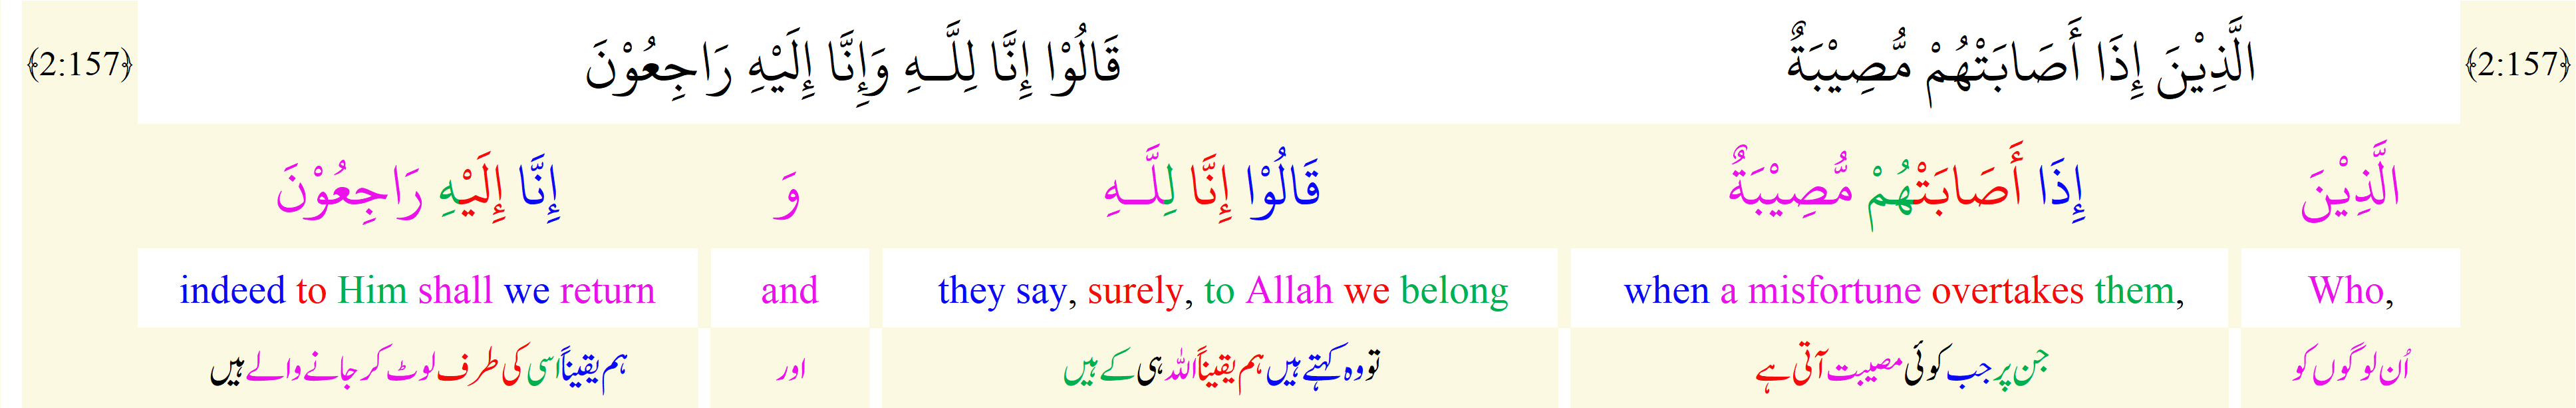 ﴿2:157﴾ الَّذِيْنَ إِذَا أَصَابَتْهُمْ مُّصِيْبَةٌ قَالُوْا إِنَّا لِلَّـهِ وَإِنَّا إِلَيْهِ رَاجِعُوْنَ ﴿2:157﴾
الَّذِيْنَ إِذَا أَصَابَتْهُمْ مُّصِيْبَةٌ قَالُوْا إِنَّا لِلَّـهِ وَ إِنَّا إِلَيْهِ رَاجِعُوْنَ
Who, when a misfortune overtakes them, they say, surely, to Allah we belong and indeed to Him shall we return
اُن لوگوں کو جن پر جب کوئی مصیبت آتی ہے تو وہ کہتے ہیں ہم یقیناً اللہ ہی کے ہیں اور ہم یقیناً اسی کی طرف لوٹ کر جانے والے ہیں